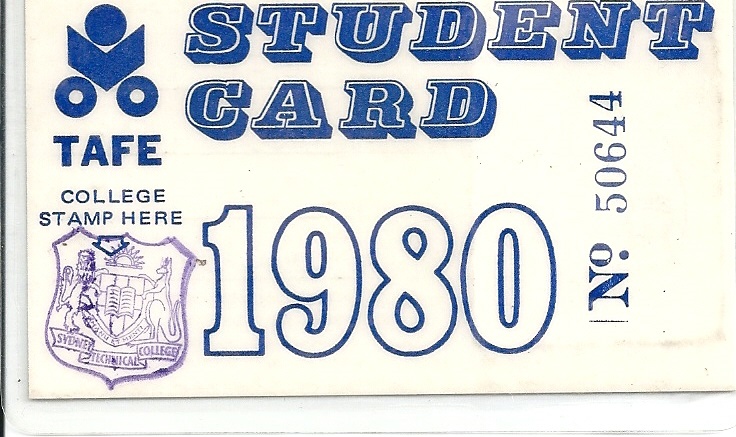 STUDENT
CARD
TAFE
COLLEGE
STAMP HERE
1980
No. 50644
SYDNEY
TECHNICAL
COLLEGE